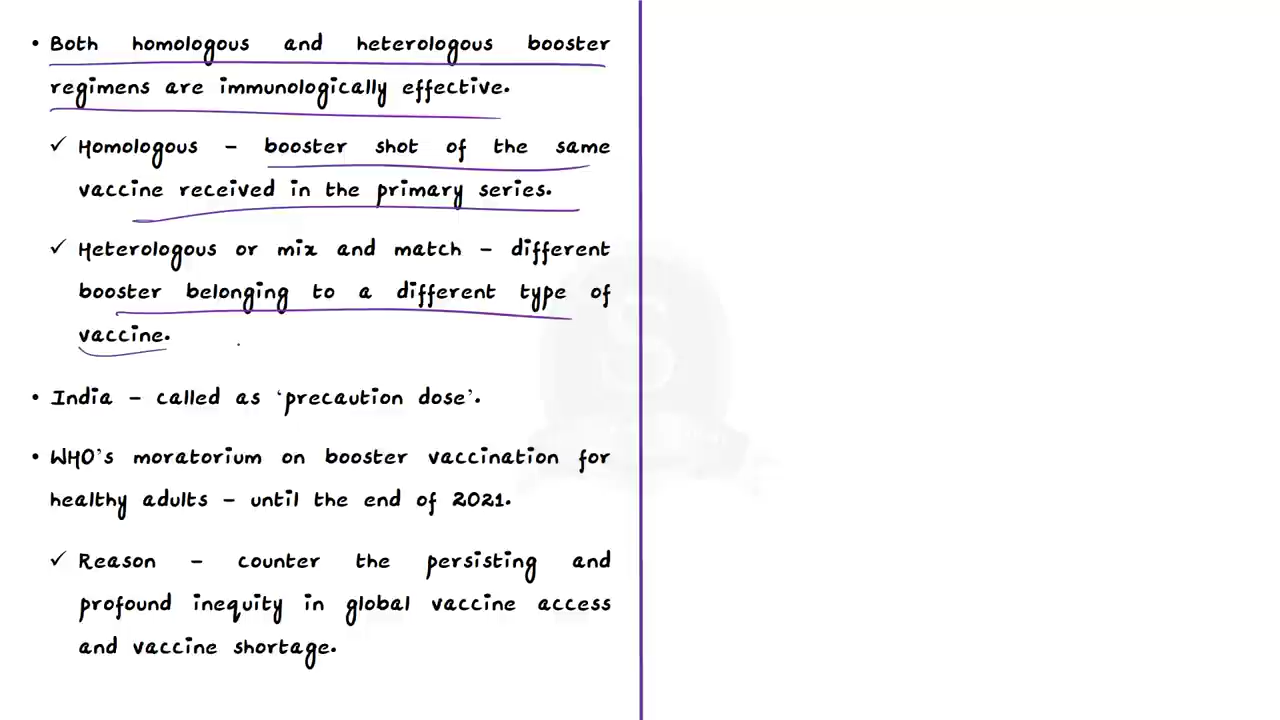 • Both homologous and heterologous booster
regimens are immunologically effective.
✓ Homologous – booster shot of the same
vaccine received in the primary series.
✓ Heterologous or mix and match – different
booster belonging to a different type of
vaccine.
• India – called as ‘precaution dose’.
• WHO’s moratorium on booster vaccination for
healthy adults – until the end of 2021.
✓ Reason – counter the persisting and
profound inequity in global vaccine access
and vaccine shortage.